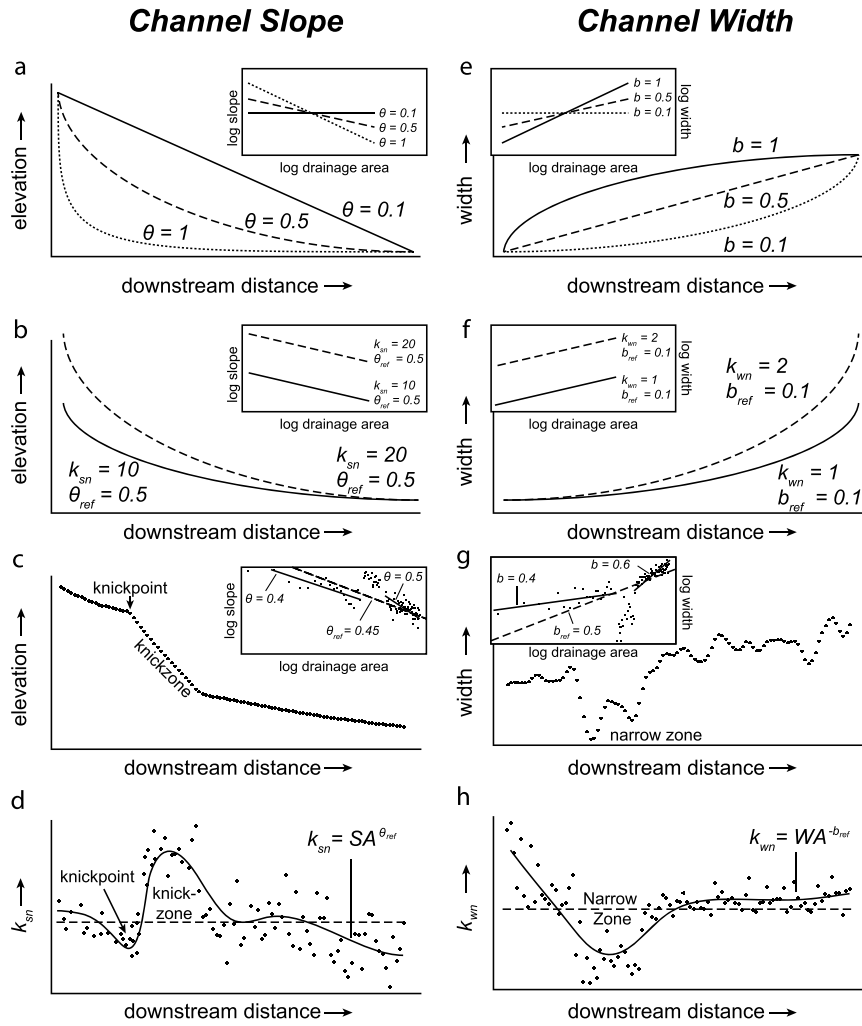 Channel Slope
Channel Width
a
elevation
θ = 1
θ = 0.5
θ = 0.1
downstream distance
log slope
θ = 0.1
θ = 0.5
θ = 1
log drainage area
e
width
b = 1
b = 0.5
b = 0.1
downstream distance
b = 1
b = 0.5
b = 0.1
log width
log drainage area
b
elevation
k_sn = 10
θ_ref = 0.5
k_sn = 20
θ_ref = 0.5
downstream distance
log slope
k_sn = 20
θ_ref = 0.5
k_sn = 10
θ_ref = 0.5
log drainage area
f
width
k_wn = 2
b_ref = 0.1
k_wn = 1
b_ref = 0.1
downstream distance
k_wn = 2
b_ref = 0.1
k_wn = 1
b_ref = 0.1
log width
log drainage area
c
elevation
knickpoint
knickzone
downstream distance
log slope
θ = 0.4
θ = 0.5
θ_ref = 0.45
log drainage area
g
width
narrow zone
downstream distance
b = 0.4
b = 0.6
b_ref = 0.5
log width
log drainage area
d
k_sn
knickpoint
knick-
zone
k_sn = SA^θ_ref
downstream distance
h
k_wn
Narrow
Zone
k_wn = WA^-b_ref
downstream distance